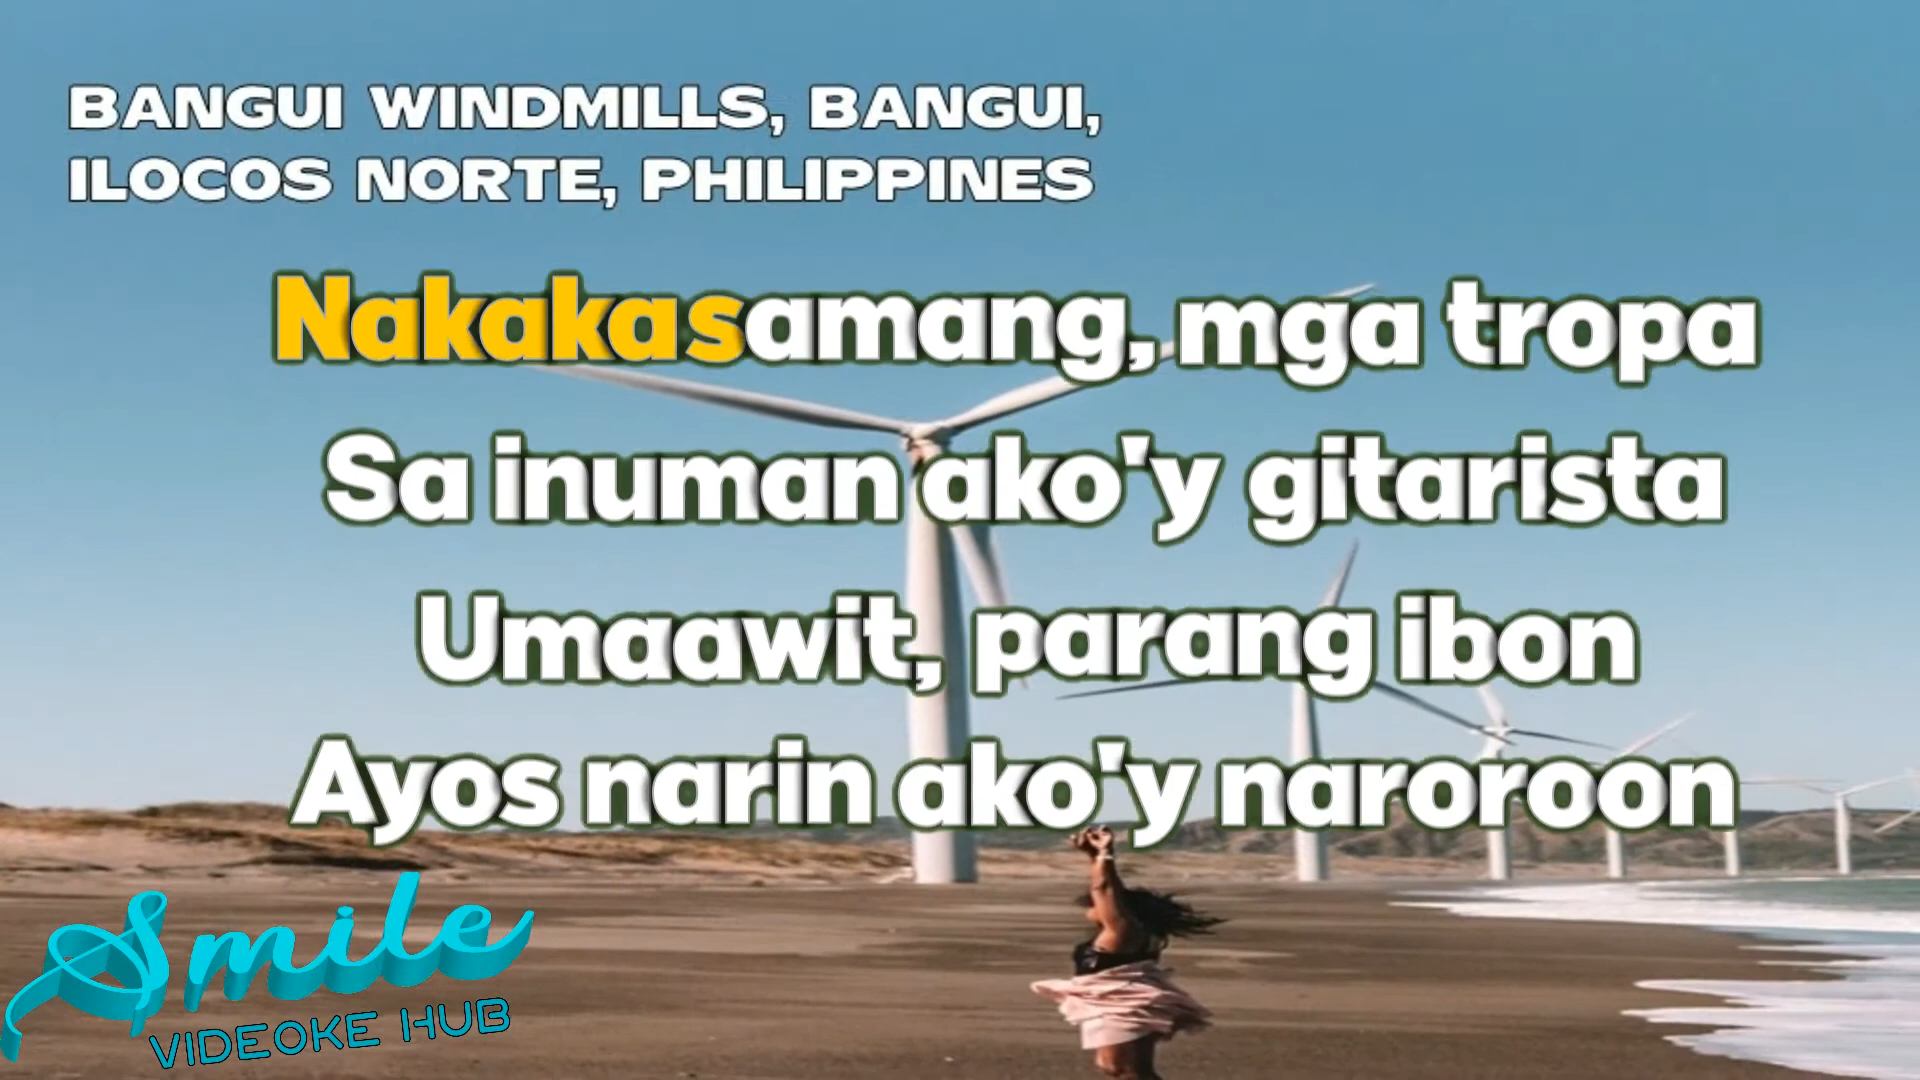 BANGUI WINDMILLS, BANGUI,
ILOCOS NORTE, PHILIPPINES
Nakakasamang, mga tropa
Sa inuman ako'y gitarista
Umaawit, parang ibon
Ayos narin ako'y naroroon
Smile
VIDEOKE HUB